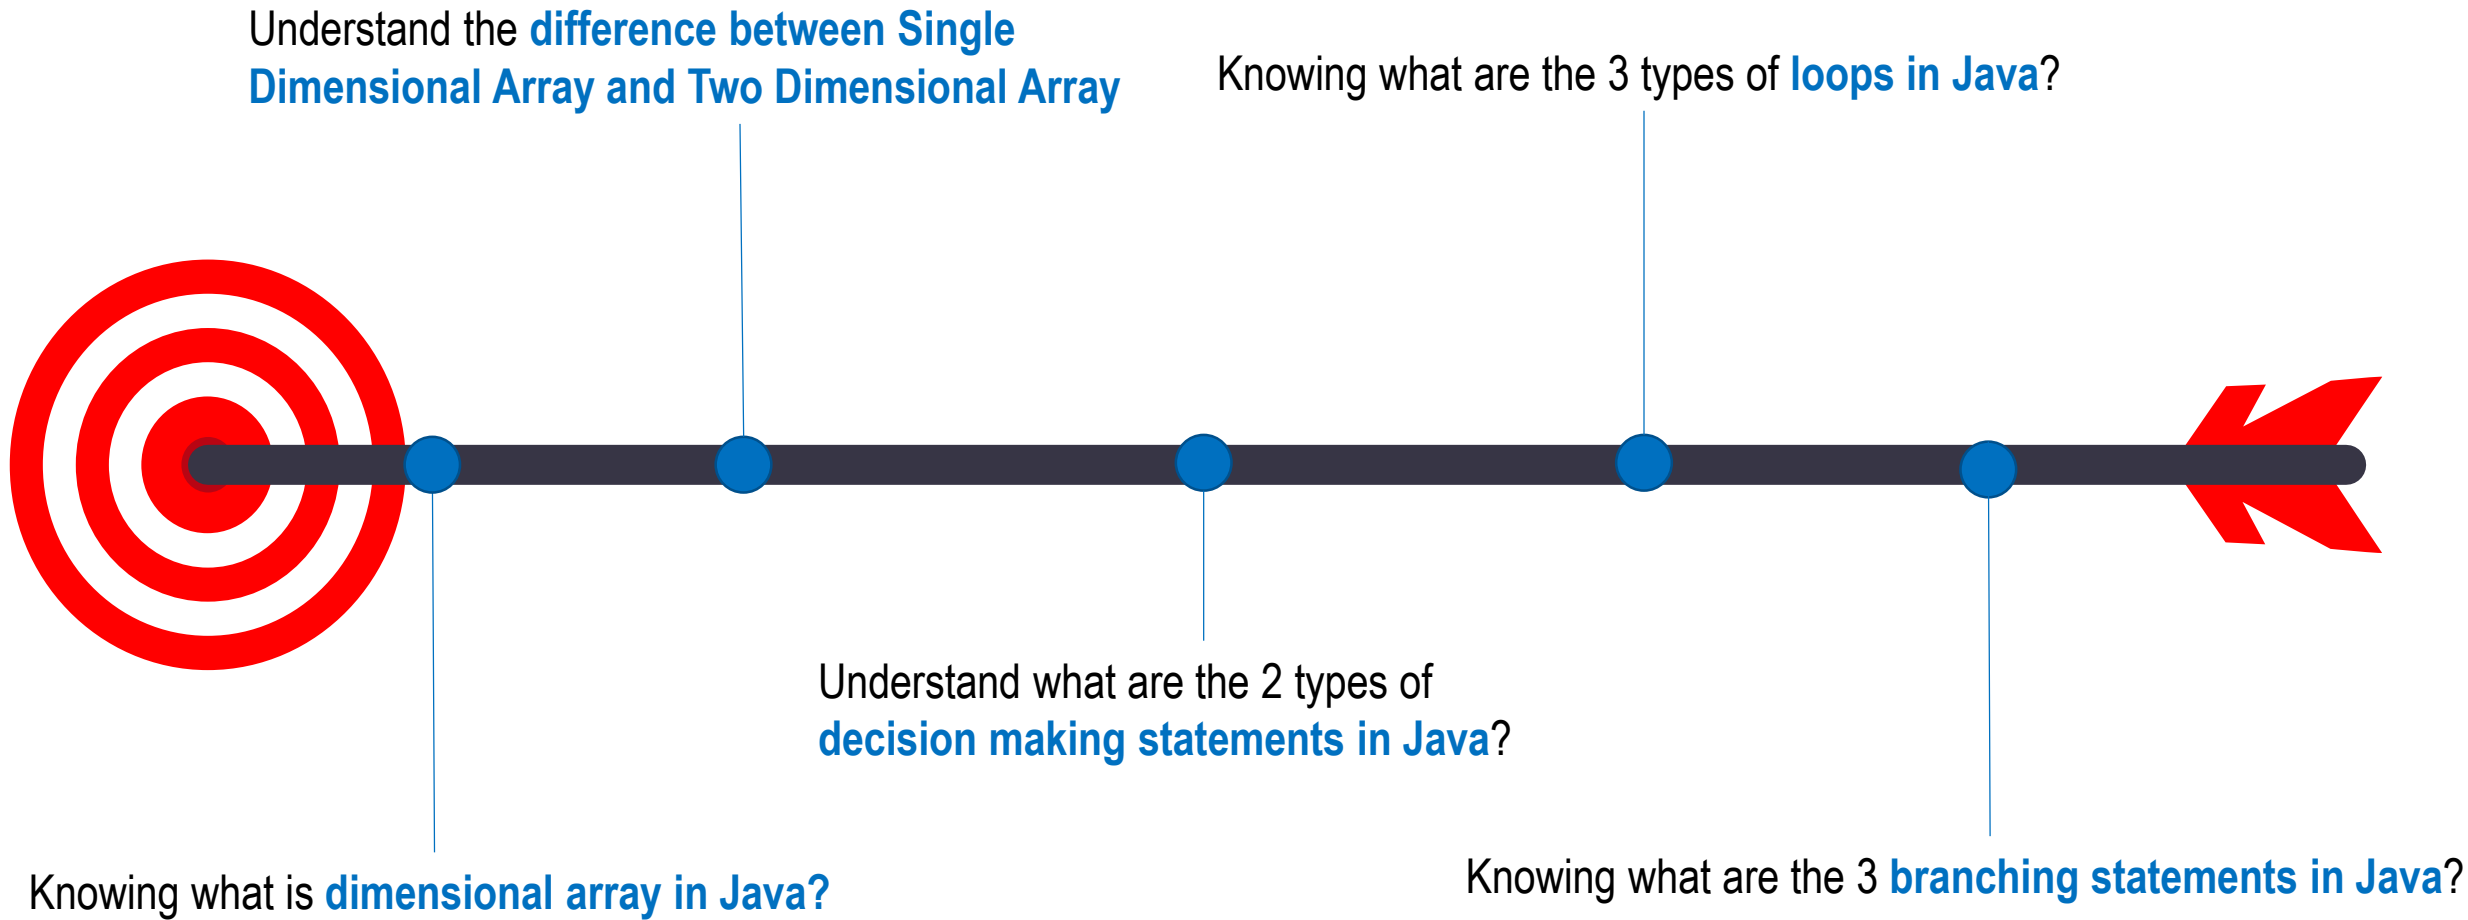 Understand the difference between Single
Dimensional Array and Two Dimensional Array
Knowing what are the 3 types of loops in Java?
Understand what are the 2 types of
decision making statements in Java?
Knowing what is dimensional array in Java?
Knowing what are the 3 branching statements in Java?